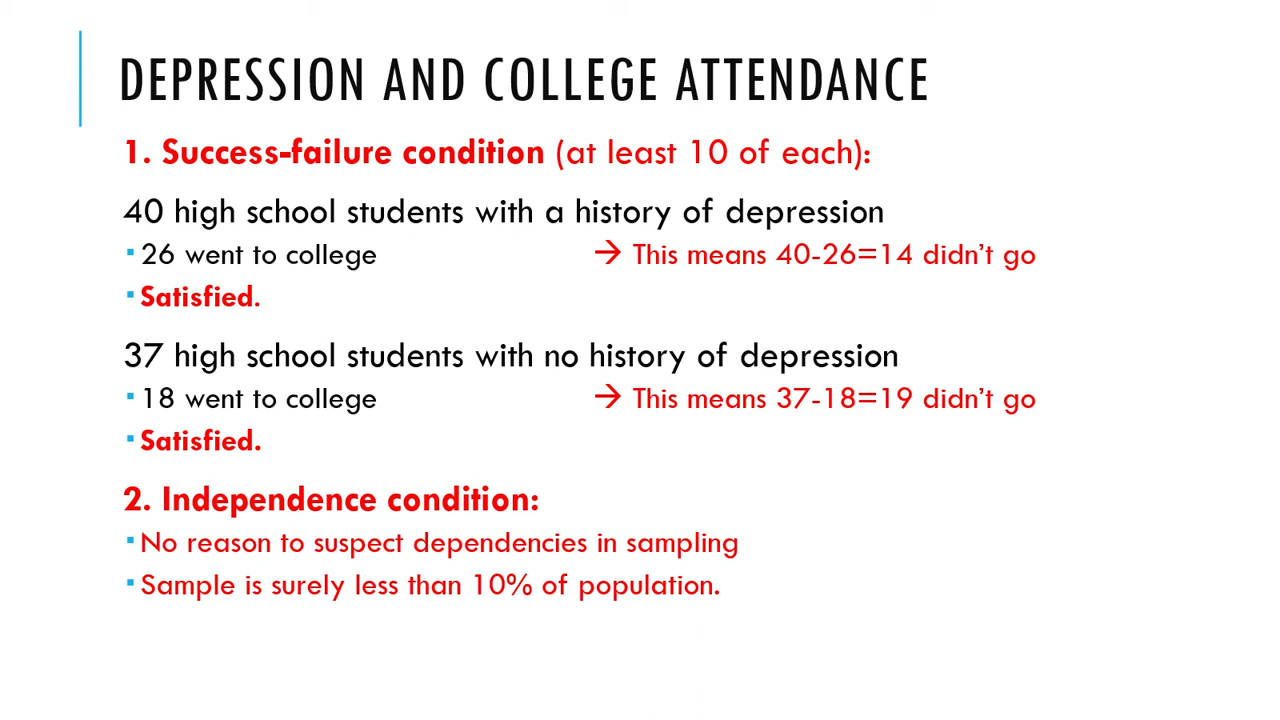 DEPRESSION AND COLLEGE ATTENDANCE
1. Success-failure condition (at least 10 of each):
40 high school students with a history of depression
▪ 26 went to college → This means 40-26=14 didn’t go
▪ Satisfied.
37 high school students with no history of depression
▪ 18 went to college → This means 37-18=19 didn’t go
▪ Satisfied.
2. Independence condition:
▪ No reason to suspect dependencies in sampling
▪ Sample is surely less than 10% of population.